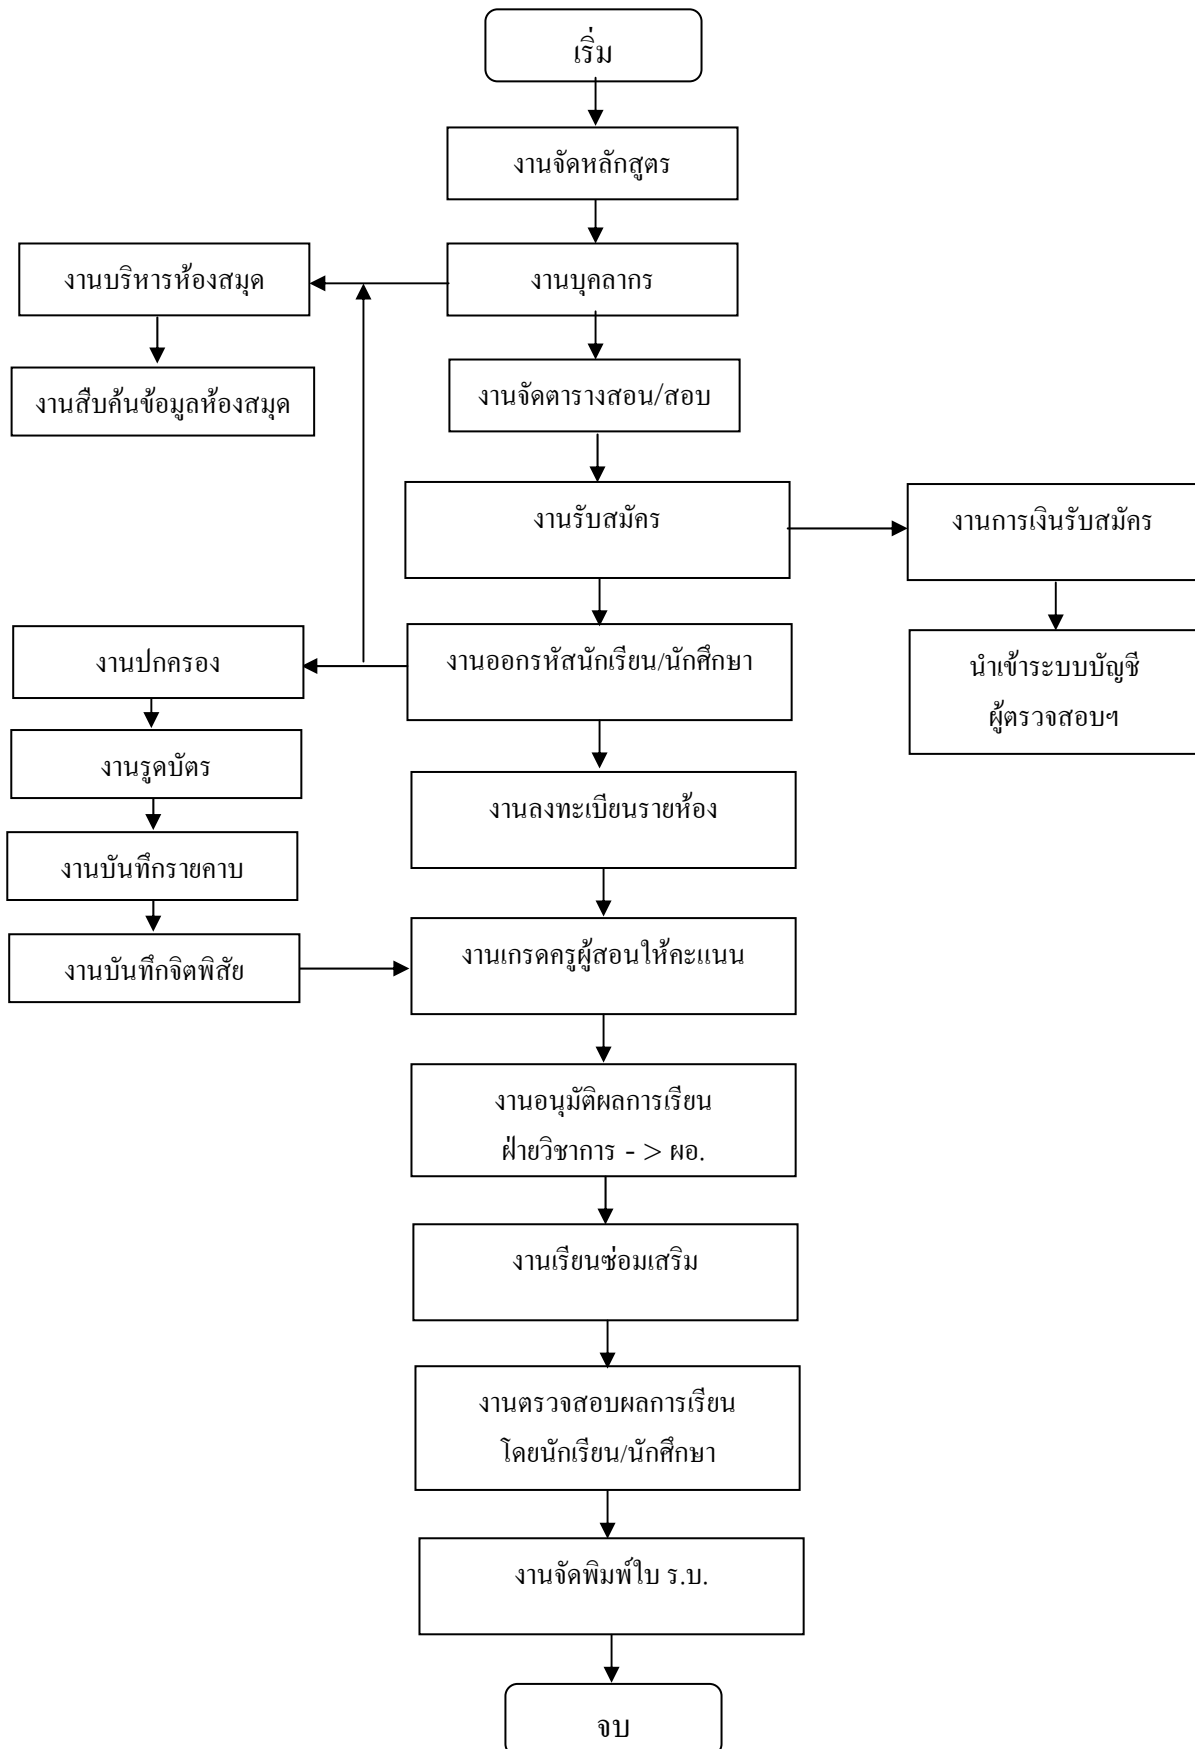 เริ่ม
งานจัดหลักสูตร
งานบริหารห้องสมุด
งานบุคลากร
งานสืบค้นข้อมูลห้องสมุด
งานจัดตารางสอน/สอบ
งานรับสมัคร
งานการเงินรับสมัคร
งานปกครอง
งานออกรหัสนักเรียน/นักศึกษา
นำเข้าระบบบัญชี
ผู้ตรวจสอบฯ
งานรูดบัตร
งานลงทะเบียนรายห้อง
งานบันทึกรายคาบ
งานบันทึกจิตพิสัย
งานเกรดครูผู้สอนให้คะแนน
งานอนุมัติผลการเรียน
ฝ่ายวิชาการ - > ผอ.
งานเรียนซ่อมเสริม
งานตรวจสอบผลการเรียน
โดยนักเรียน/นักศึกษา
งานจัดพิมพ์ใบ ร.บ.
จบ